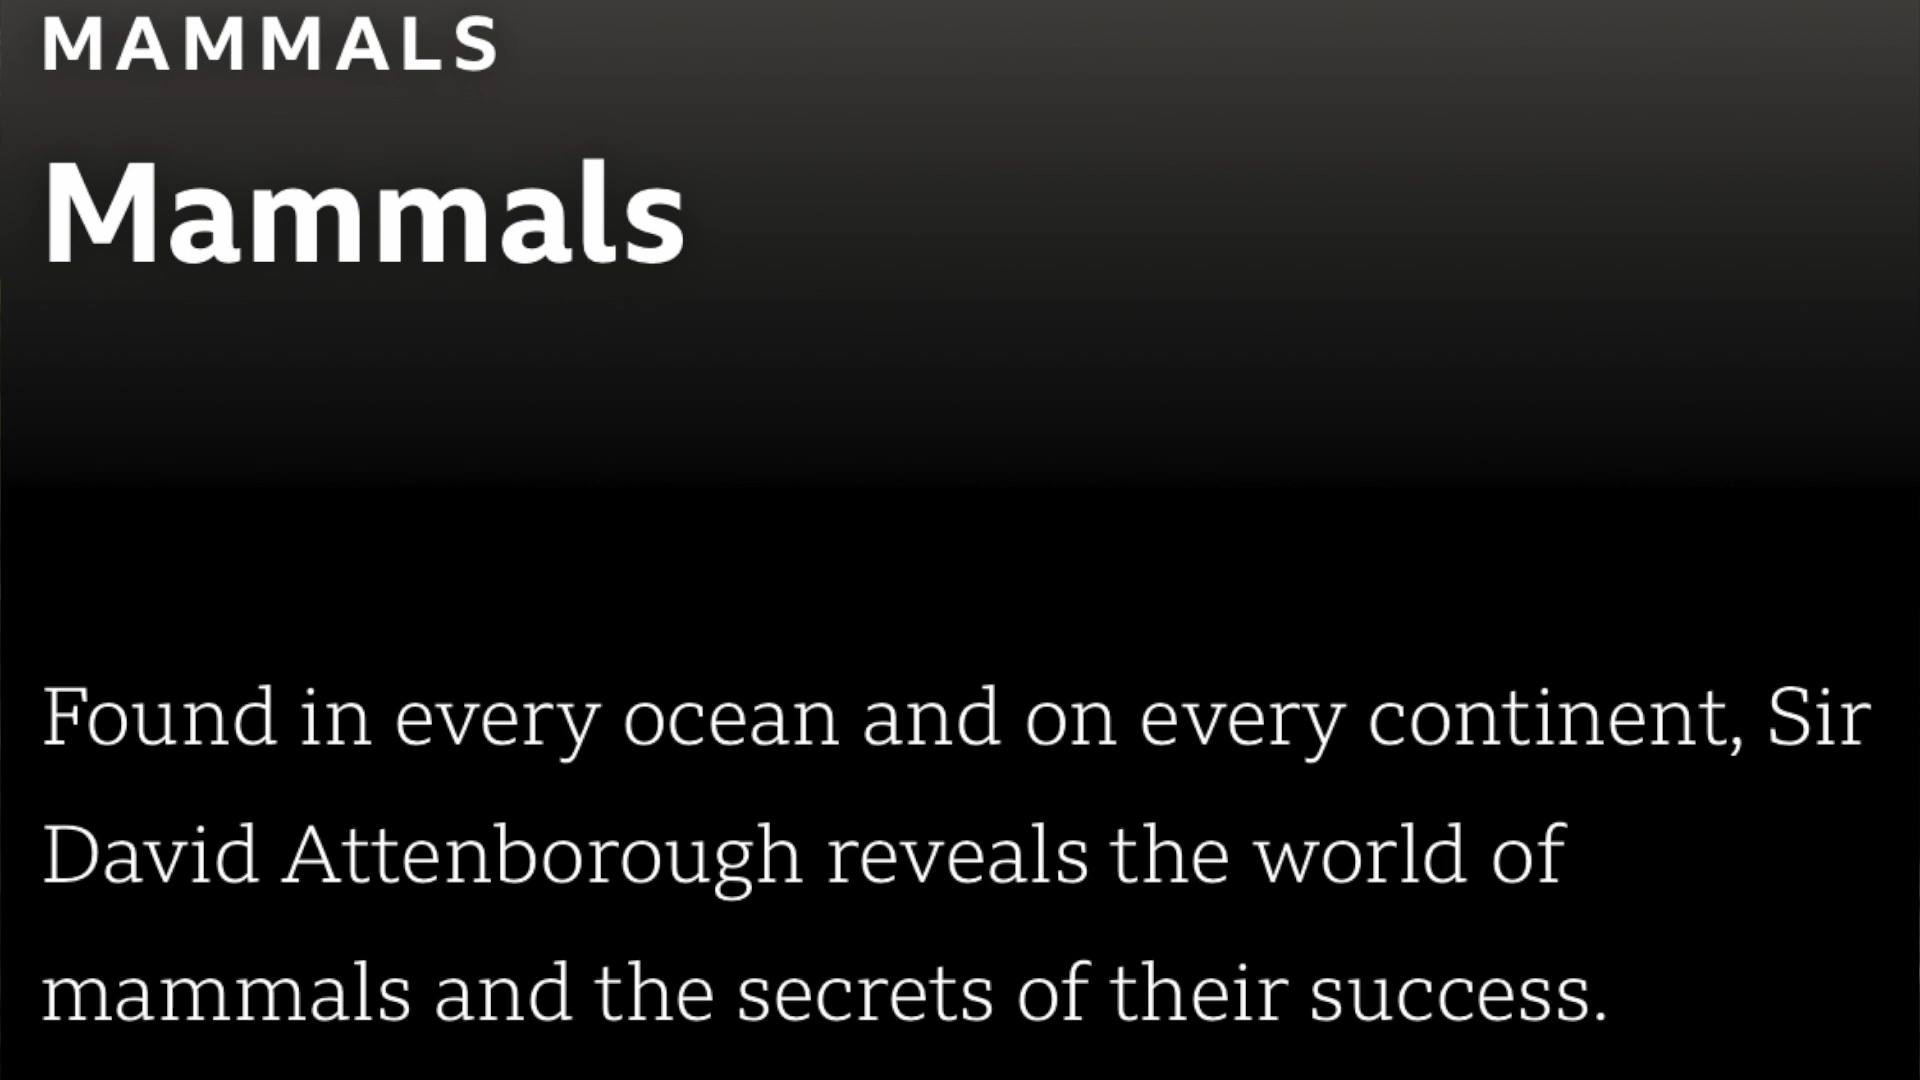 MAMMALS
Mammals
Found in every ocean and on every continent, Sir
David Attenborough reveals the world of
mammals and the secrets of their success.